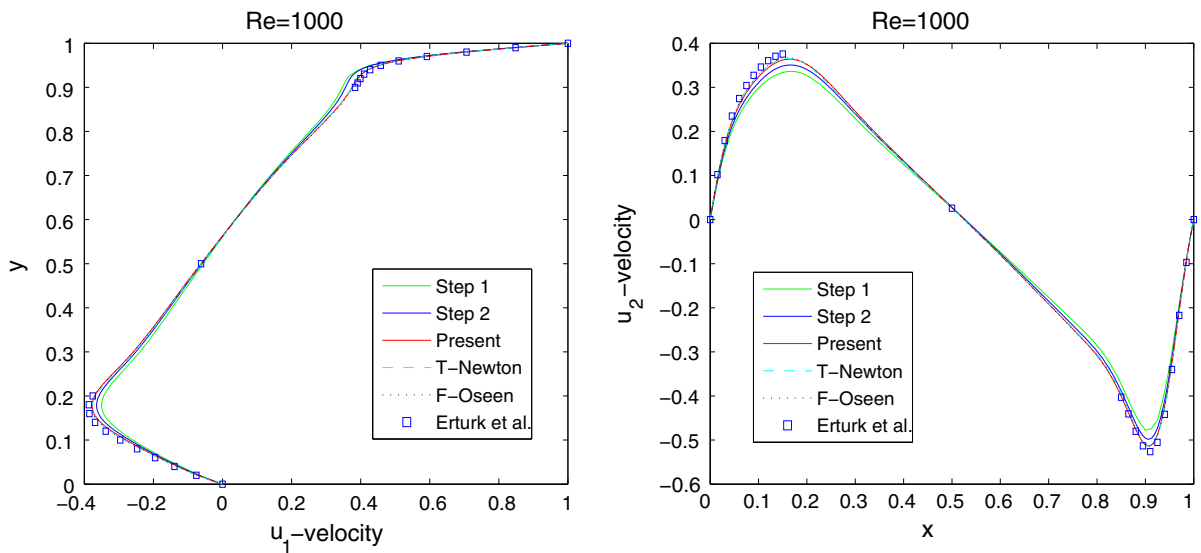 Re=1000
1
0.9
0.8
0.7
0.6
0.5
0.4
0.3
0.2
0.1
0
y
−0.4
−0.2
0
0.2
0.4
0.6
0.8
1
u1−velocity
Step 1
Step 2
Present
T−Newton
F−Oseen
Erturk et al.
Re=1000
0.4
0.3
0.2
0.1
0
−0.1
−0.2
−0.3
−0.4
−0.5
−0.6
u2−velocity
0
0.1
0.2
0.3
0.4
0.5
0.6
0.7
0.8
0.9
1
x
Step 1
Step 2
Present
T−Newton
F−Oseen
Erturk et al.